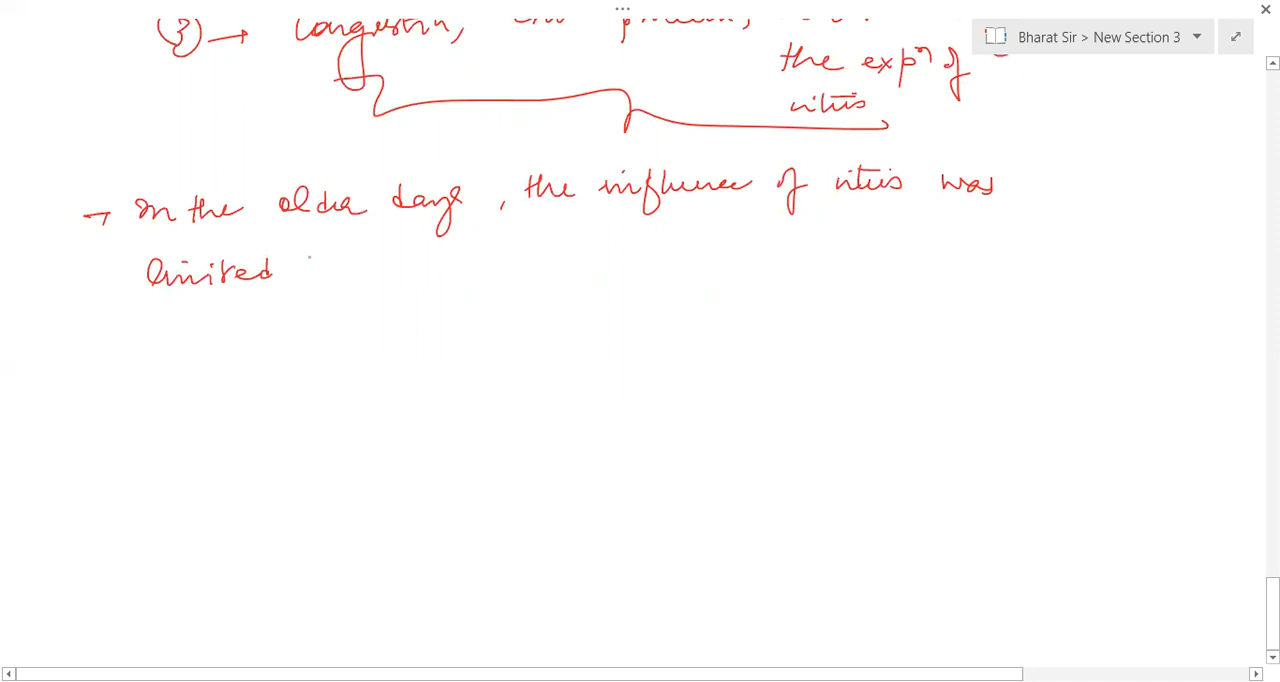 Bharat Sir > New Section 3
(3) → Congestion,
the expⁿ of
cities
→ In the older days, the influence of cities was
limited